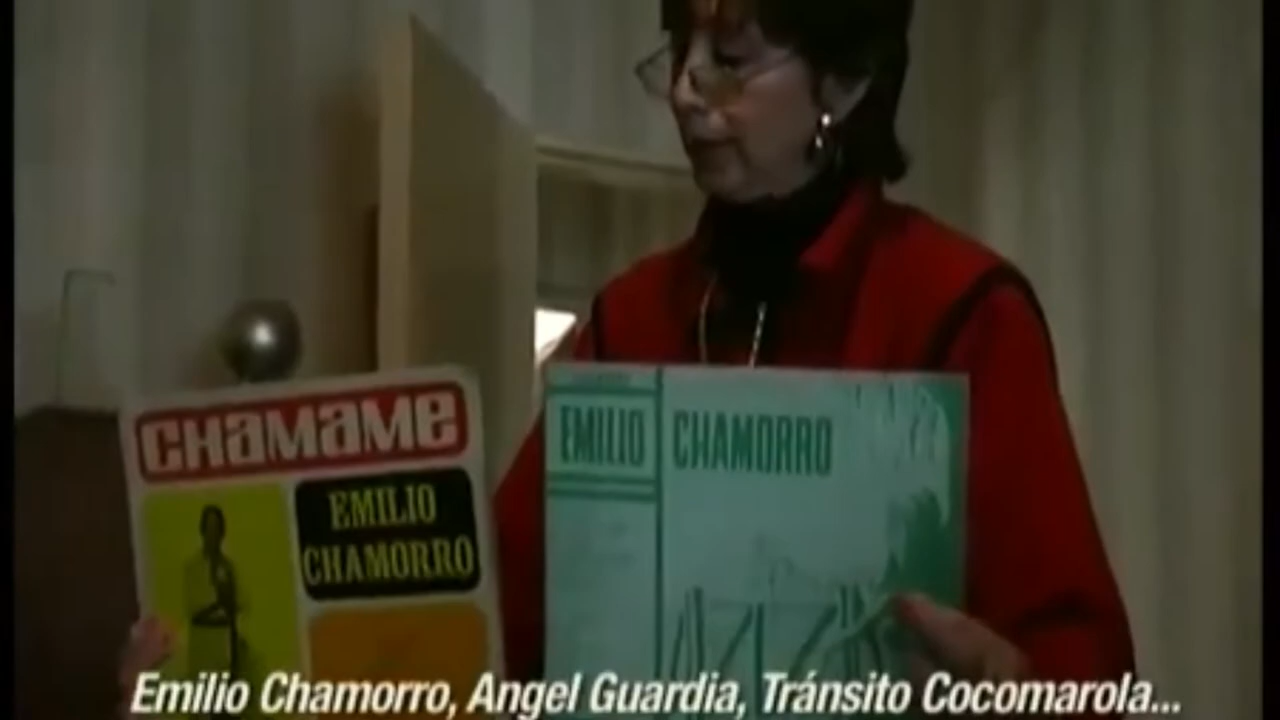 CHAMAME
EMILIO
CHAMORRO
EMILIO CHAMORRO
Emilio Chamorro, Angel Guardia, Tránsito Cocomarola...